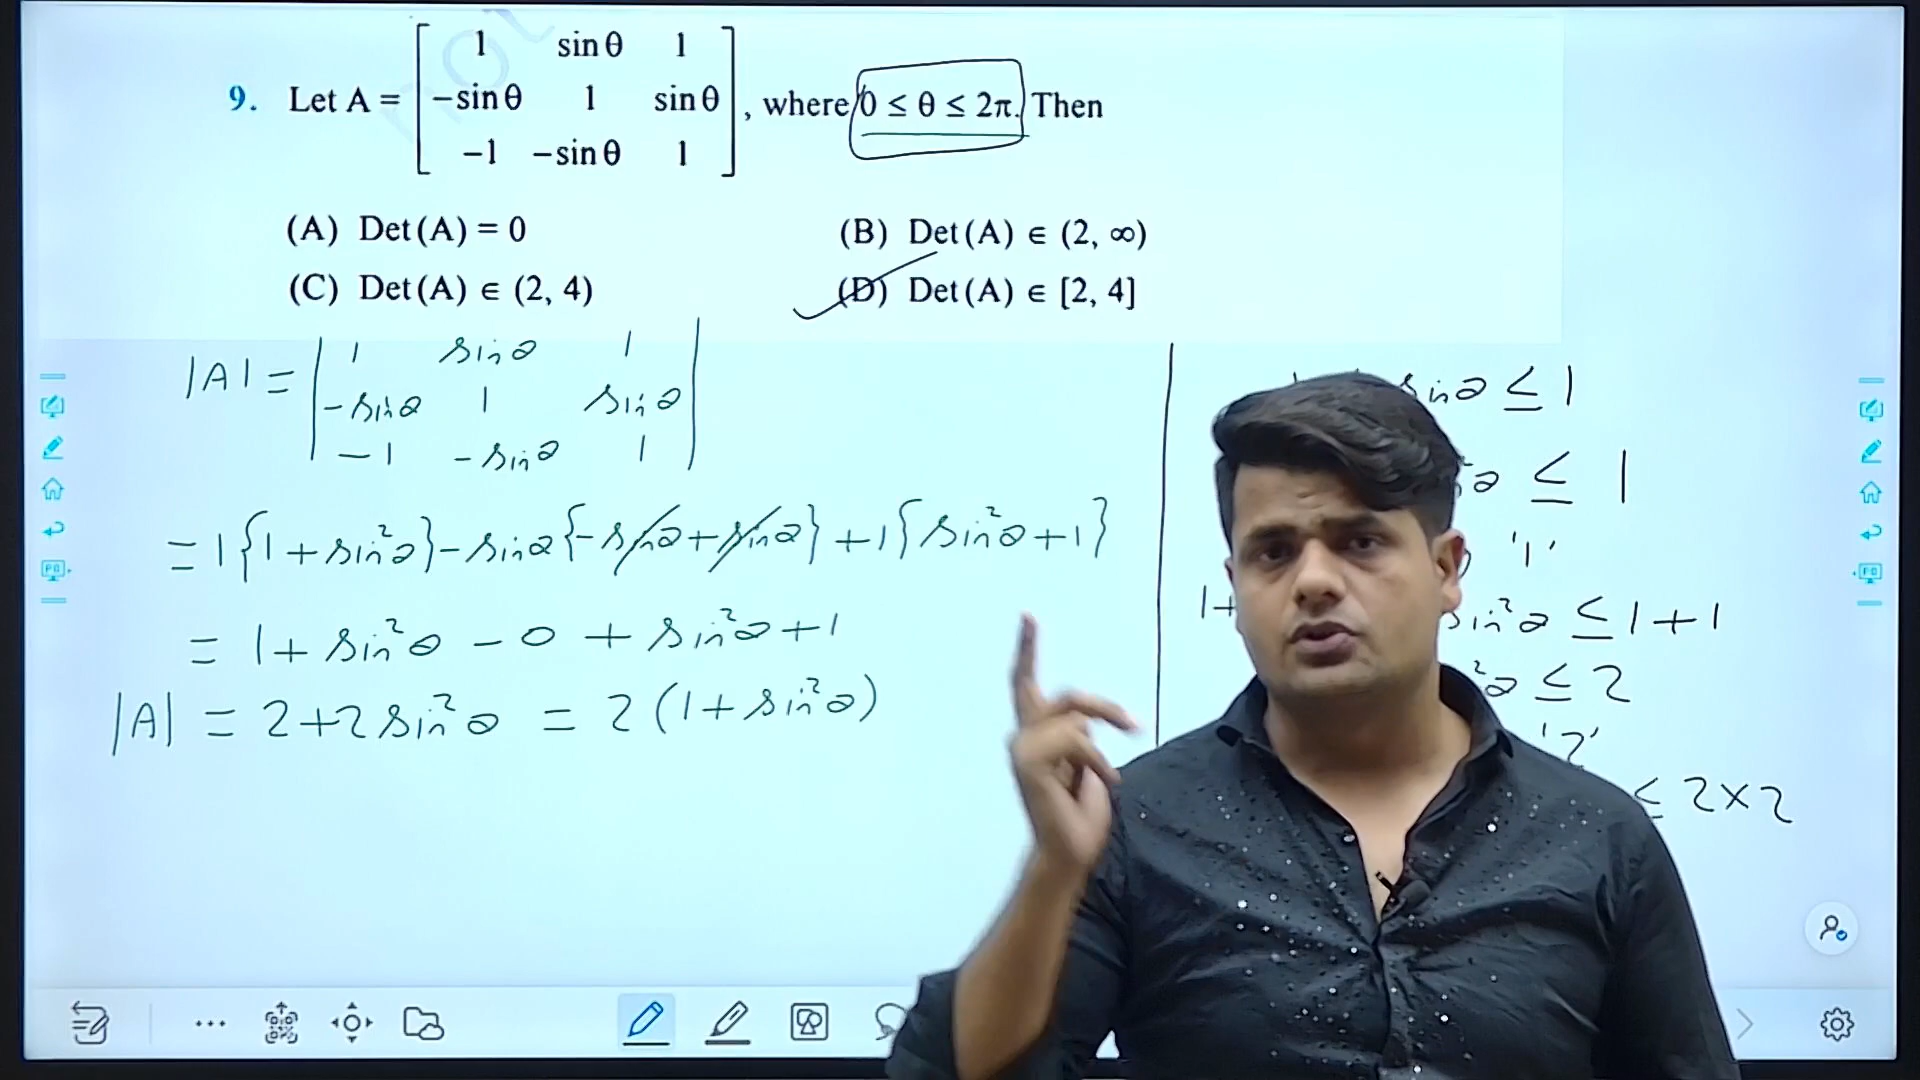 9. Let A = [ 1 sinθ 1
−sinθ 1 sinθ
−1 −sinθ 1 ], where 0 ≤ θ ≤ 2π. Then
(A) Det (A) = 0 (B) Det (A) ∈ (2, ∞)
(C) Det (A) ∈ (2, 4) (D) Det (A) ∈ [2, 4]
|A| = | 1 sinθ 1
-sinθ 1 sinθ
-1 -sinθ 1 |
= 1{1+sin²θ}-sinθ{-sinθ+sinθ}+1{sin²θ+1}
= 1+sin²θ - 0 + sin²θ+1
|A| = 2+2sin²θ = 2(1+sin²θ)
sinθ ≤ 1
θ ≤ 1
'1'
1+ sin²θ ≤ 1+1
²θ ≤ 2
'2'
≤ 2×2